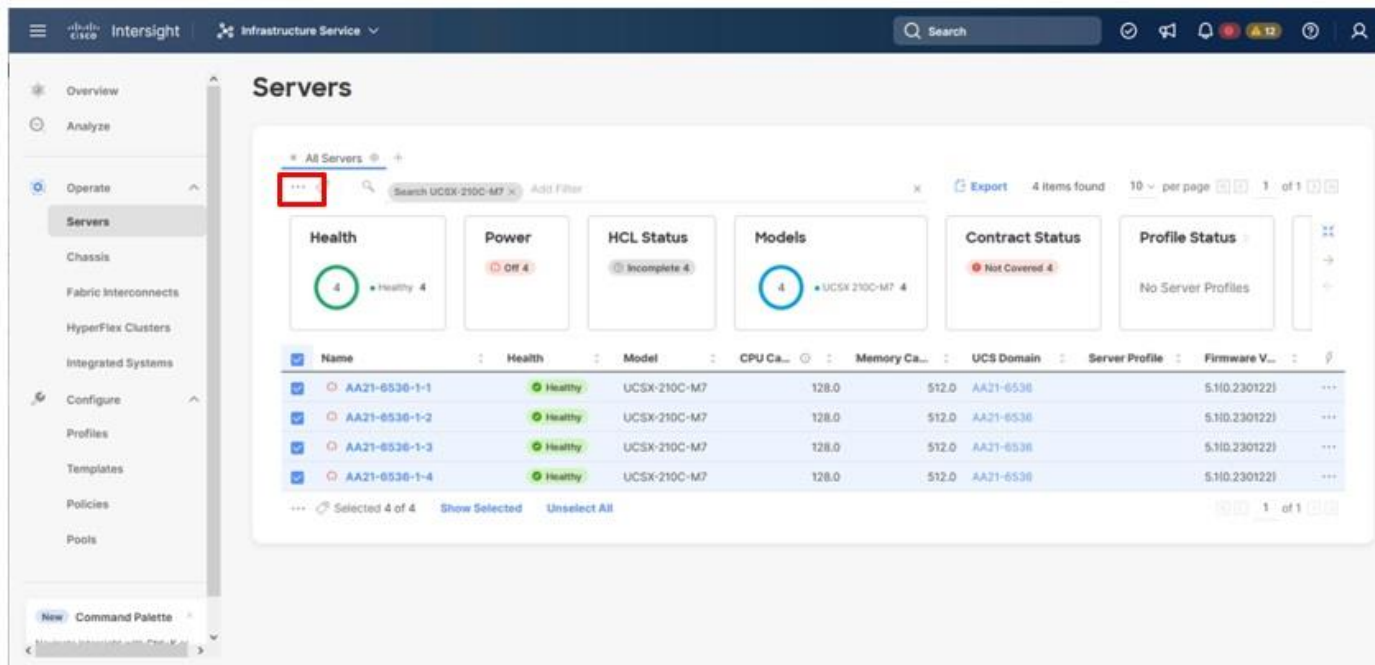 cisco Intersight Infrastructure Service Search 12
Overview
Analyze
Operate
Servers
Chassis
Fabric Interconnects
HyperFlex Clusters
Integrated Systems
Configure
Profiles
Templates
Policies
Pools
New Command Palette
Servers
All Servers +
... Search UCSX-210C-M7 × Add Filter × Export 4 items found 10 per page 1 of 1
Health Power HCL Status Models Contract Status Profile Status
4 Healthy 4 Off 4 Incomplete 4 4 UCSX 210C-M7 4 Not Covered 4 No Server Profiles
Name Health Model CPU Ca... Memory Ca... UCS Domain Server Profile Firmware V...
AA21-6536-1-1 Healthy UCSX-210C-M7 128.0 512.0 AA21-6536 5.1(0.230122) ...
AA21-6536-1-2 Healthy UCSX-210C-M7 128.0 512.0 AA21-6536 5.1(0.230122) ...
AA21-6536-1-3 Healthy UCSX-210C-M7 128.0 512.0 AA21-6536 5.1(0.230122) ...
AA21-6536-1-4 Healthy UCSX-210C-M7 128.0 512.0 AA21-6536 5.1(0.230122) ...
... Selected 4 of 4 Show Selected Unselect All 1 of 1